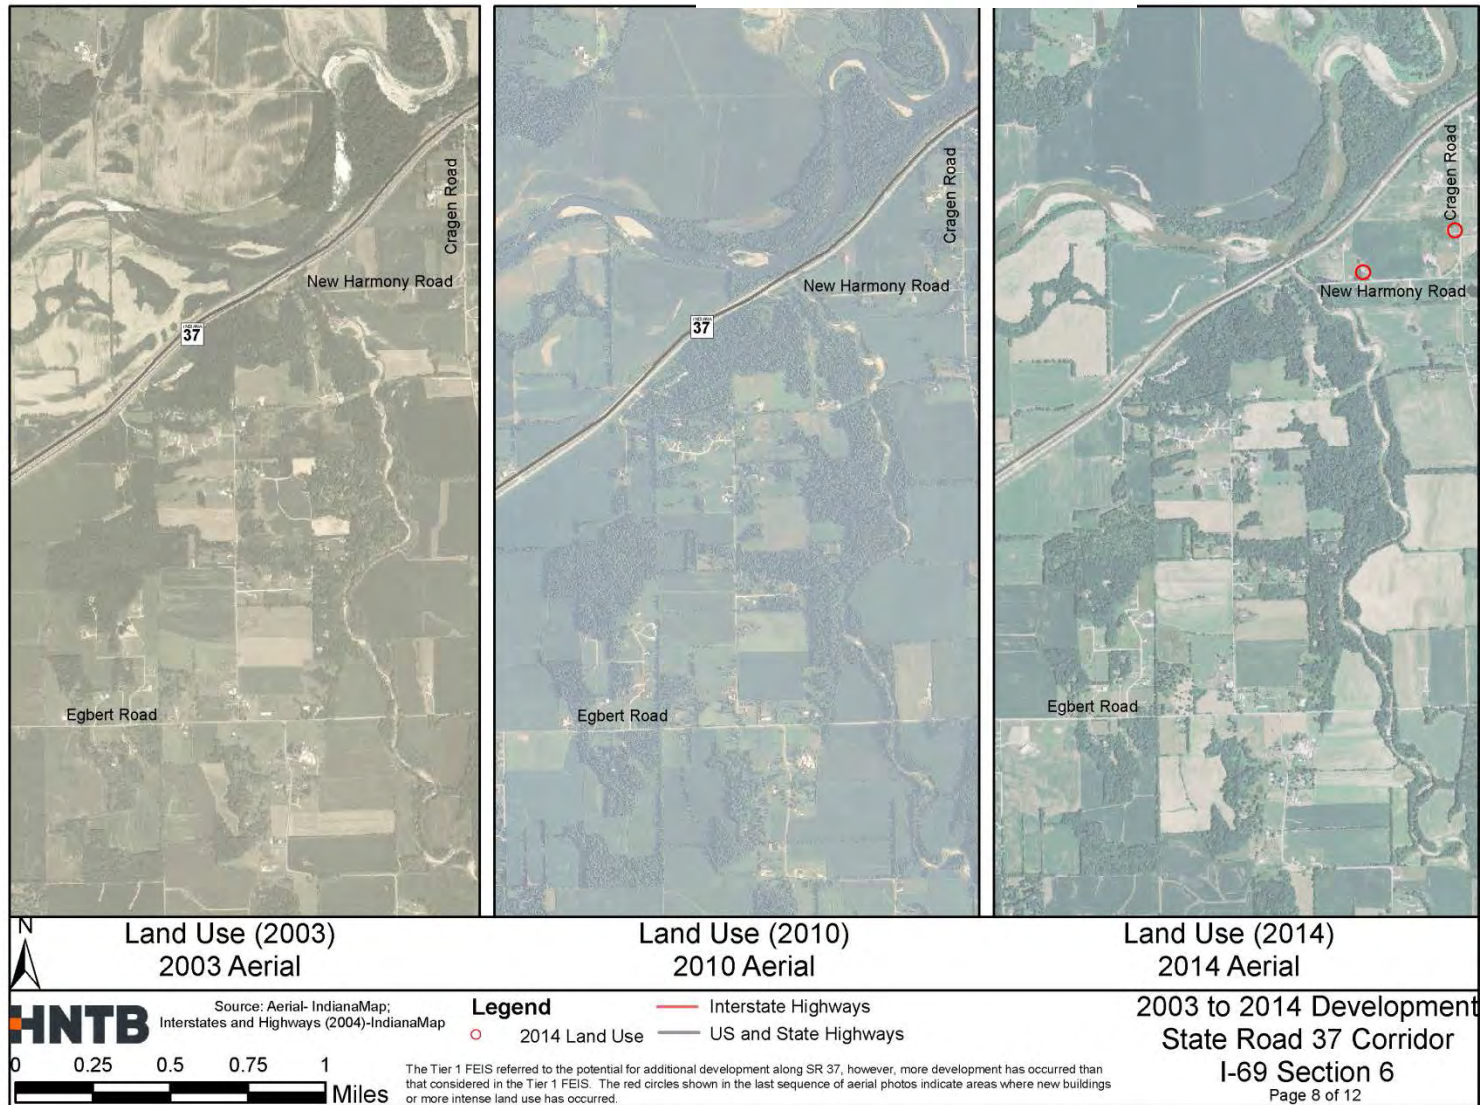 Cragen Road
New Harmony Road
INDIANA
37
Egbert Road
Cragen Road
New Harmony Road
INDIANA
37
Egbert Road
Cragen Road
New Harmony Road
Egbert Road
Land Use (2003)
2003 Aerial
Land Use (2010)
2010 Aerial
Land Use (2014)
2014 Aerial
N
HNTB
Source: Aerial- IndianaMap;
Interstates and Highways (2004)-IndianaMap
0 0.25 0.5 0.75 1
Miles
Legend
2014 Land Use
Interstate Highways
US and State Highways
The Tier 1 FEIS referred to the potential for additional development along SR 37, however, more development has occurred than
that considered in the Tier 1 FEIS. The red circles shown in the last sequence of aerial photos indicate areas where new buildings
or more intense land use has occurred.
2003 to 2014 Development
State Road 37 Corridor
I-69 Section 6
Page 8 of 12